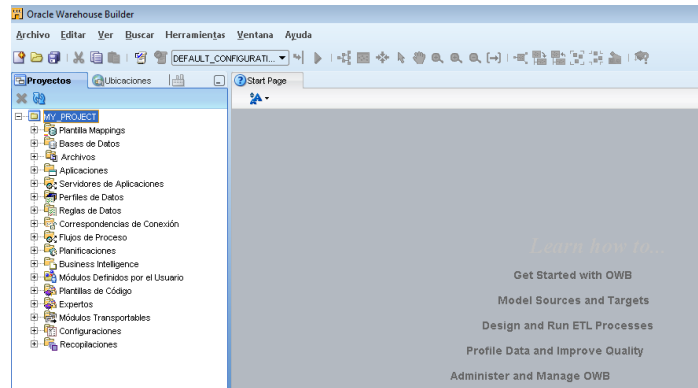 Oracle Warehouse Builder
Archivo Editar Ver Buscar Herramientas Ventana Ayuda
DEFAULT_CONFIGURATI...
Proyectos Ubicaciones Start Page
MY_PROJECT
Plantilla Mappings
Bases de Datos
Archivos
Aplicaciones
Servidores de Aplicaciones
Perfiles de Datos
Reglas de Datos
Correspondencias de Conexión
Flujos de Proceso
Planificaciones
Business Intelligence
Módulos Definidos por el Usuario
Plantillas de Código
Expertos
Módulos Transportables
Configuraciones
Recopilaciones
Learn how to...
Get Started with OWB
Model Sources and Targets
Design and Run ETL Processes
Profile Data and Improve Quality
Administer and Manage OWB